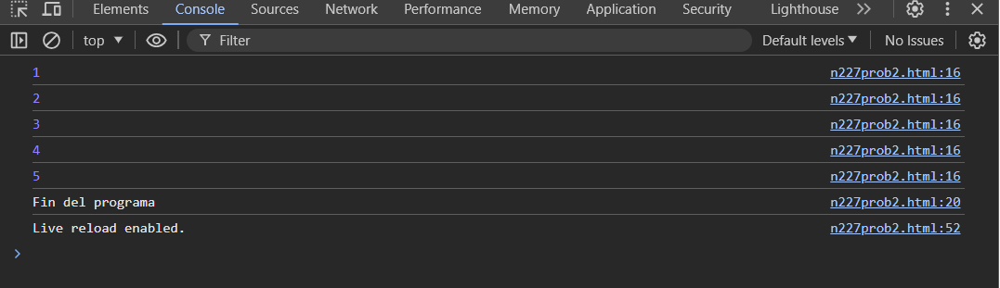 Elements Console Sources Network Performance Memory Application Security Lighthouse
top Filter Default levels No Issues
1 n227prob2.html:16
2 n227prob2.html:16
3 n227prob2.html:16
4 n227prob2.html:16
5 n227prob2.html:16
Fin del programa n227prob2.html:20
Live reload enabled. n227prob2.html:52